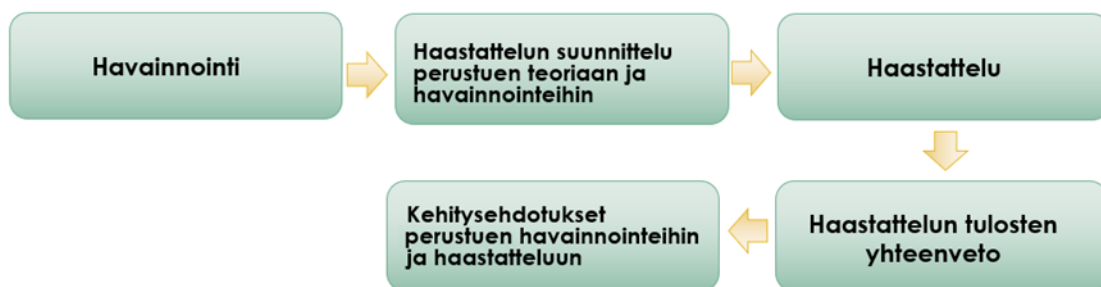 Havainnointi
Haastattelun suunnittelu
perustuen teoriaan ja
havainnointeihin
Haastattelu
Haastattelun tulosten
yhteenveto
Kehitysehdotukset
perustuen havainnointeihin
ja haastatteluun